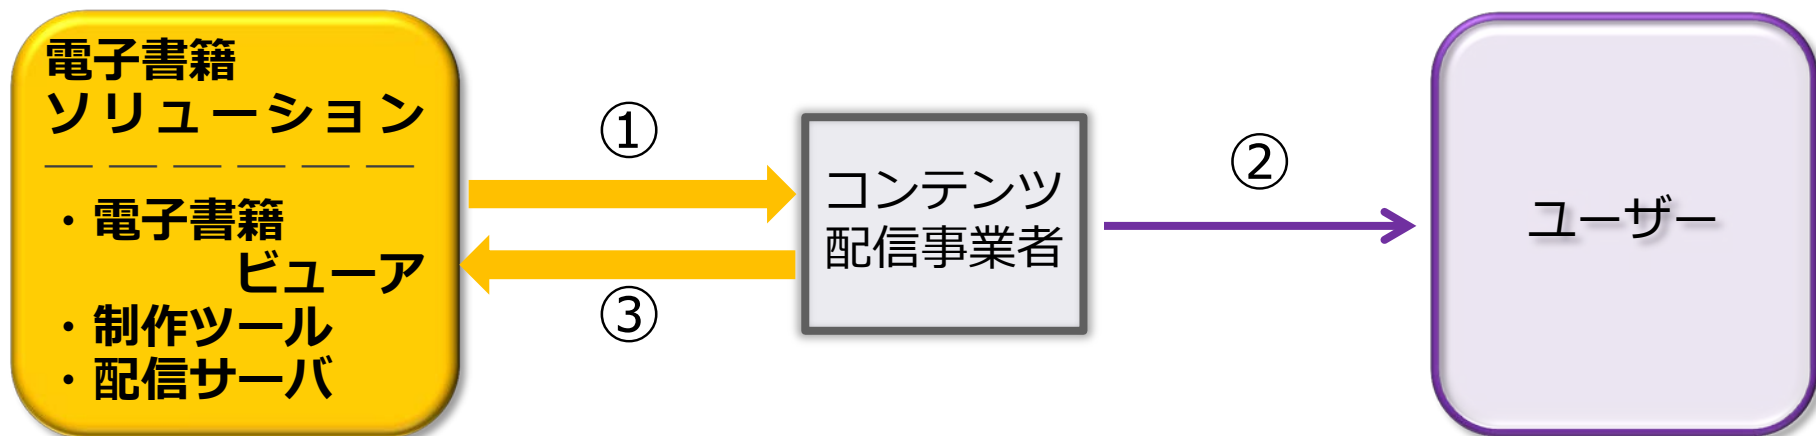 電子書籍
ソリューション
・電子書籍
ビューア
・制作ツール
・配信サーバ
①
③
コンテンツ
配信事業者
②
ユーザー